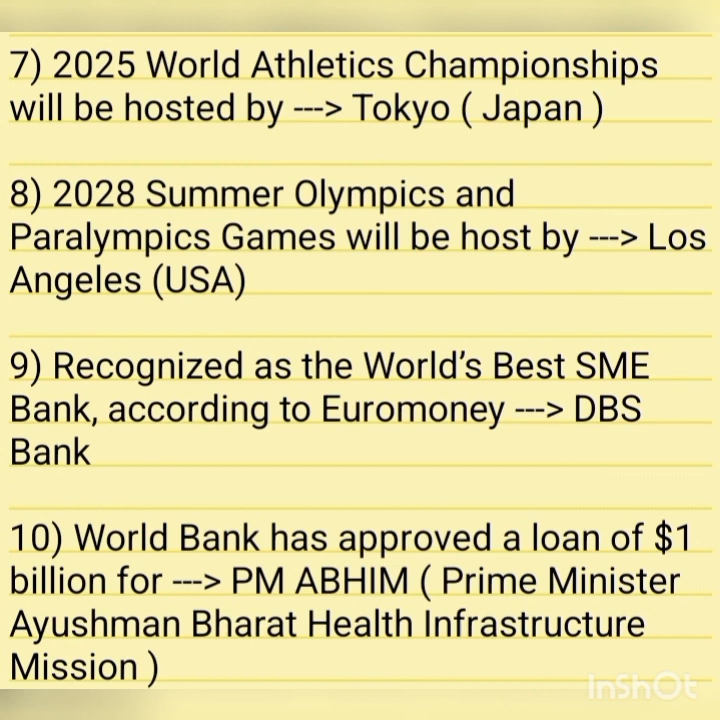 7) 2025 World Athletics Championships
will be hosted by ---> Tokyo ( Japan )
8) 2028 Summer Olympics and
Paralympics Games will be host by ---> Los
Angeles (USA)
9) Recognized as the World’s Best SME
Bank, according to Euromoney ---> DBS
Bank
10) World Bank has approved a loan of $1
billion for ---> PM ABHIM ( Prime Minister
Ayushman Bharat Health Infrastructure
Mission )
InShOt